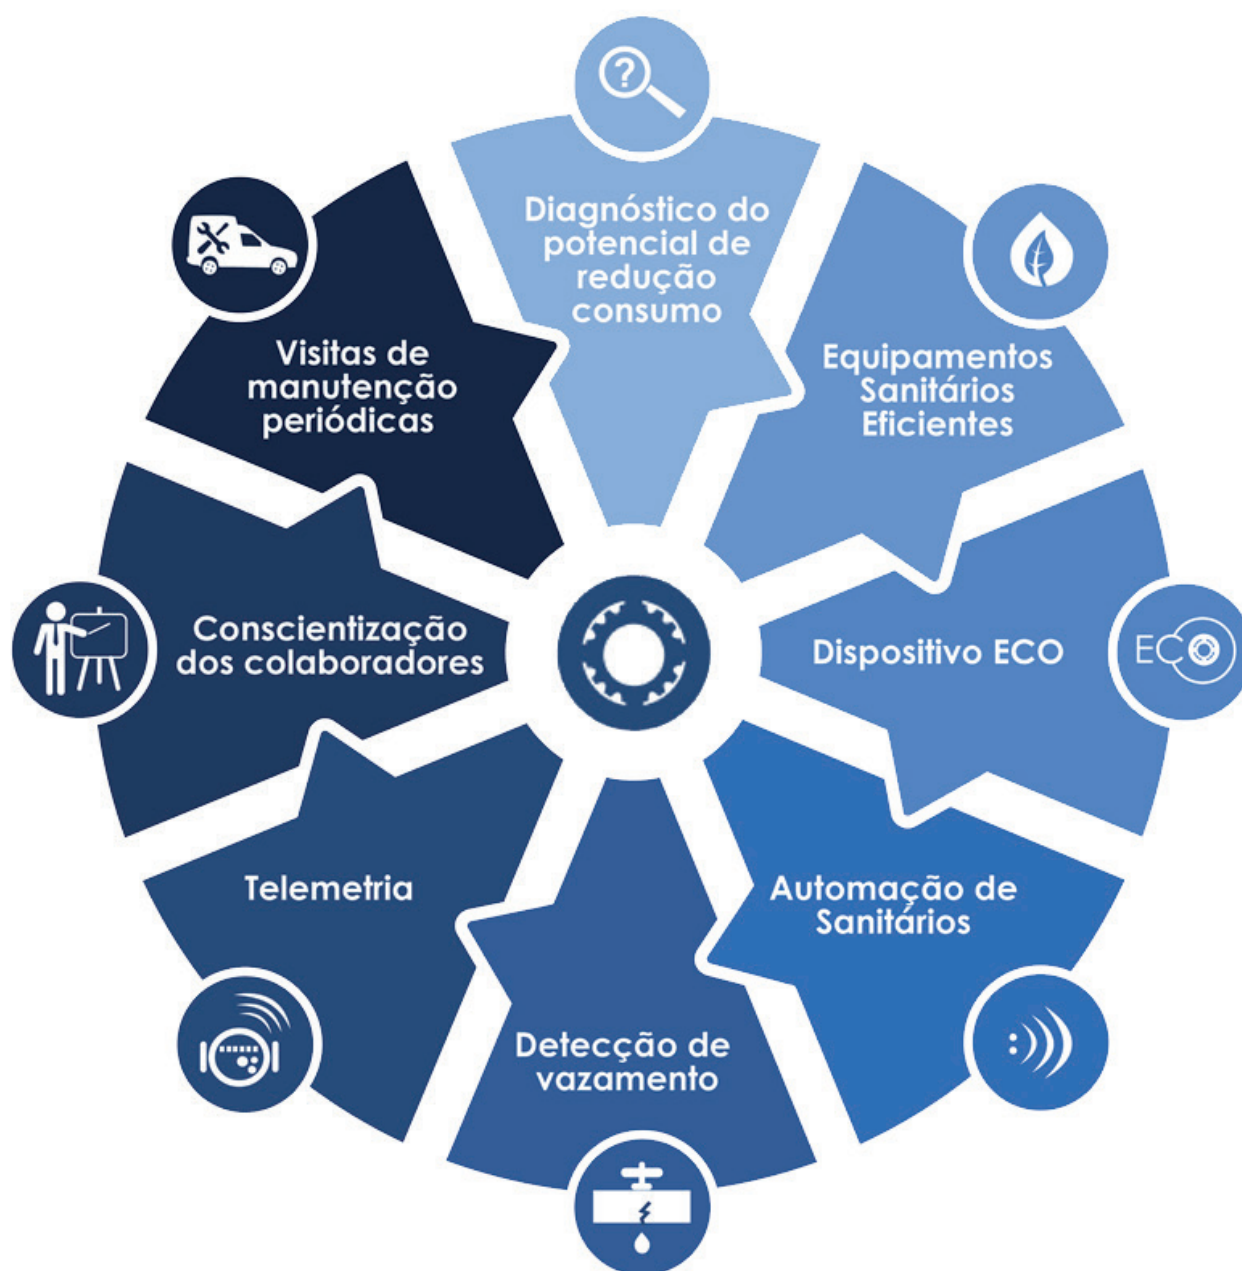 ?
Diagnóstico do
potencial de
redução
consumo
Equipamentos
Sanitários
Eficientes
Dispositivo ECO
ECO
Automação de
Sanitários
Detecção de
vazamento
Telemetria
Conscientização
dos colaboradores
Visitas de
manutenção
periódicas